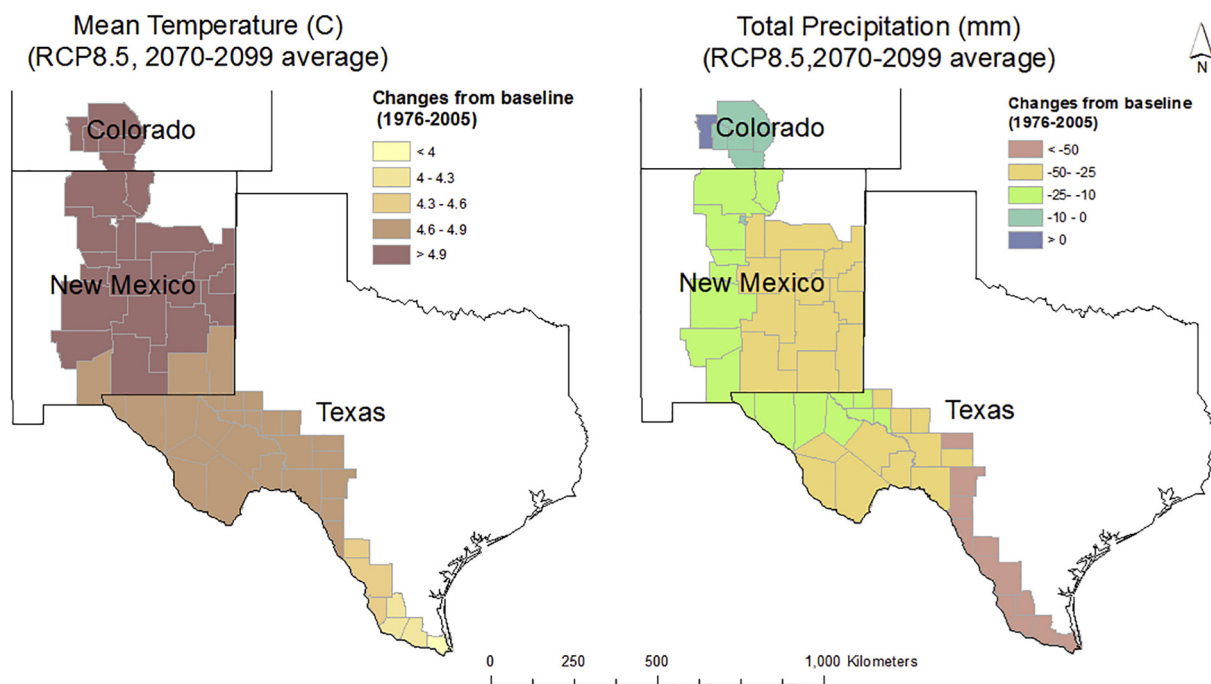 Mean Temperature (C)
(RCP8.5, 2070-2099 average)
Changes from baseline
(1976-2005)
< 4
4 - 4.3
4.3 - 4.6
4.6 - 4.9
> 4.9
Colorado
New Mexico
Texas
Total Precipitation (mm)
(RCP8.5,2070-2099 average)
N
Changes from baseline
(1976-2005)
< -50
-50- -25
-25- -10
-10 - 0
> 0
Colorado
New Mexico
Texas
0 250 500 1,000 Kilometers